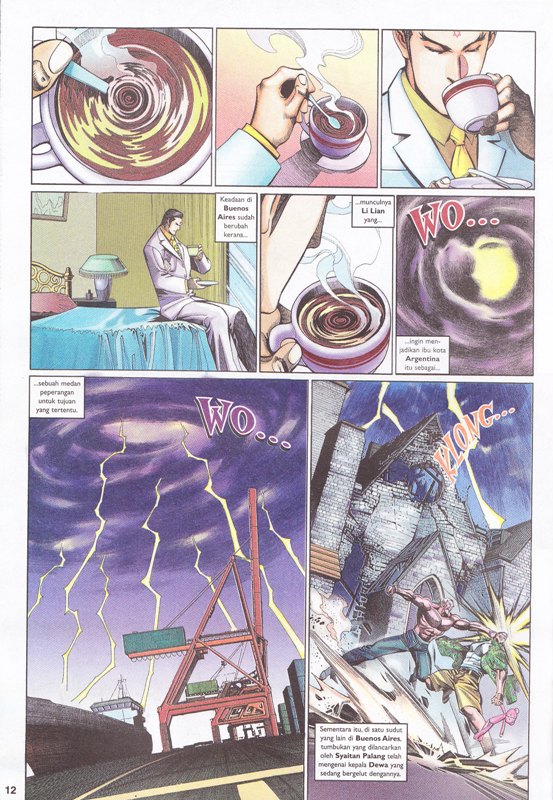 Keadaan di
Buenos
Aires sudah
berubah
kerana...
...munculnya
Li Lian
yang...
WO...
...ingin men-
jadikan ibu kota
Argentina
itu sebagai...
...sebuah medan
peperangan
untuk tujuan
yang tertentu.
WO...
KLONG...
Sementara itu, di satu sudut
yang lain di Buenos Aires,
tumbukan yang dilancarkan
oleh Syaitan Palang telah
mengenai kepala Dewa yang
sedang bergelut dengannya.
12